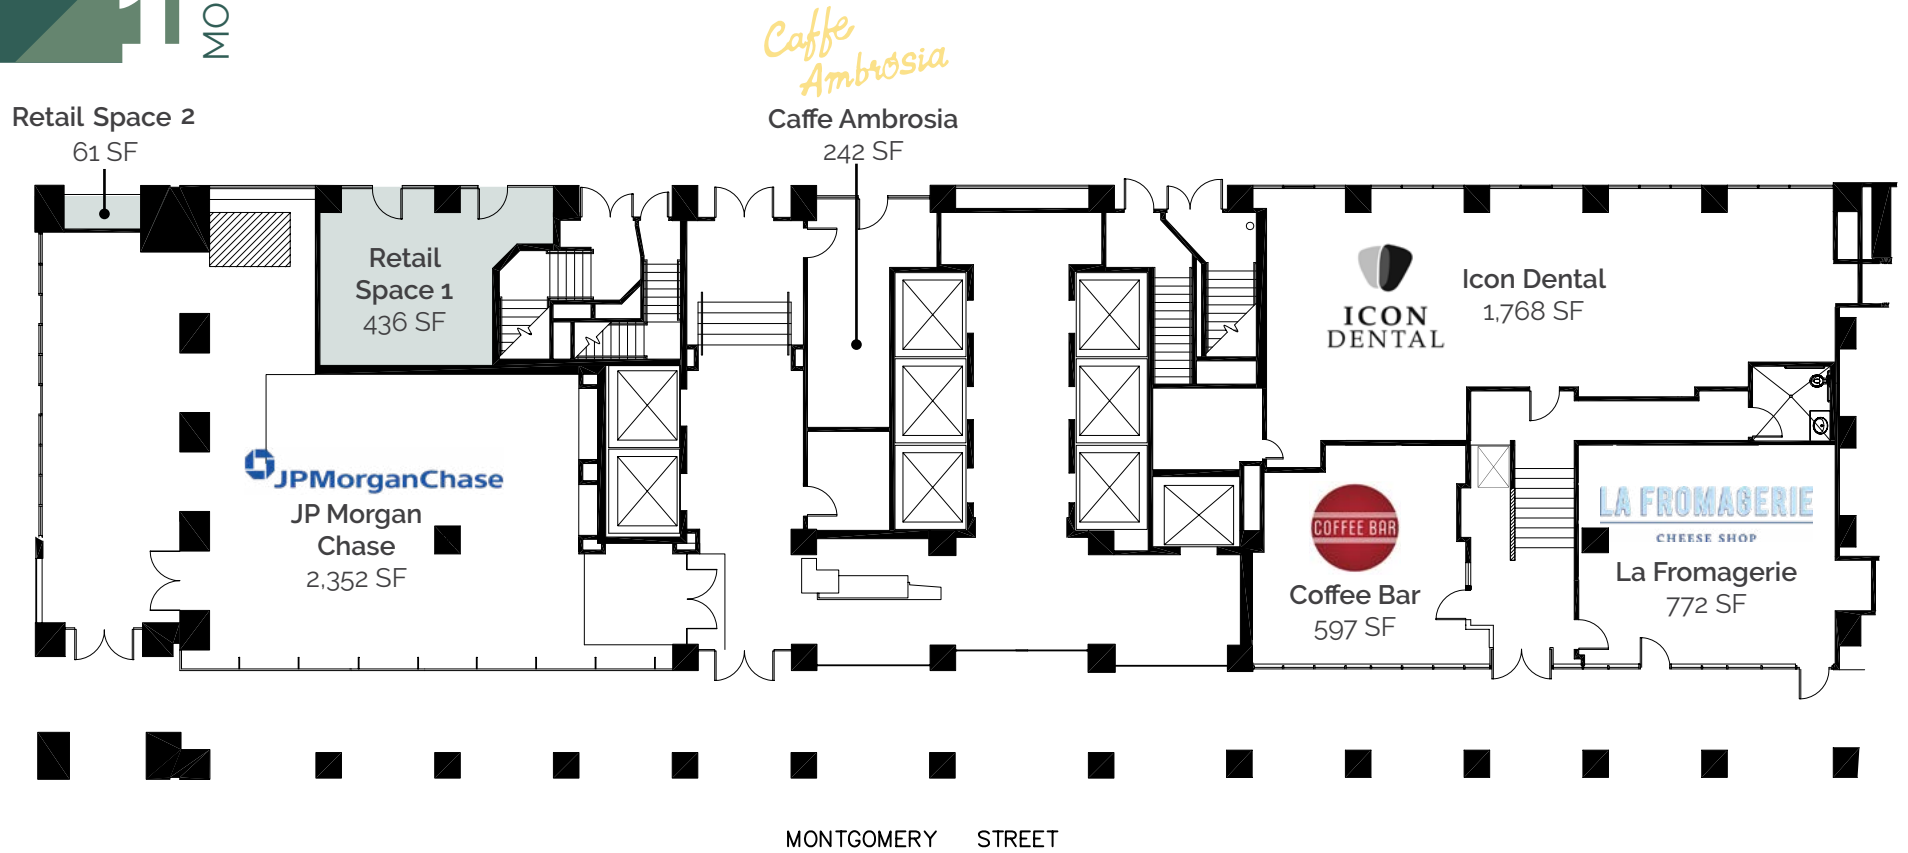 11
MO
Caffe
Ambrosia
Retail Space 2
61 SF
Caffe Ambrosia
242 SF
Retail
Space 1
436 SF
ICON
DENTAL
Icon Dental
1,768 SF
JPMorganChase
JP Morgan
Chase
2,352 SF
COFFEE BAR
Coffee Bar
597 SF
LA FROMAGERIE
CHEESE SHOP
La Fromagerie
772 SF
MONTGOMERY STREET